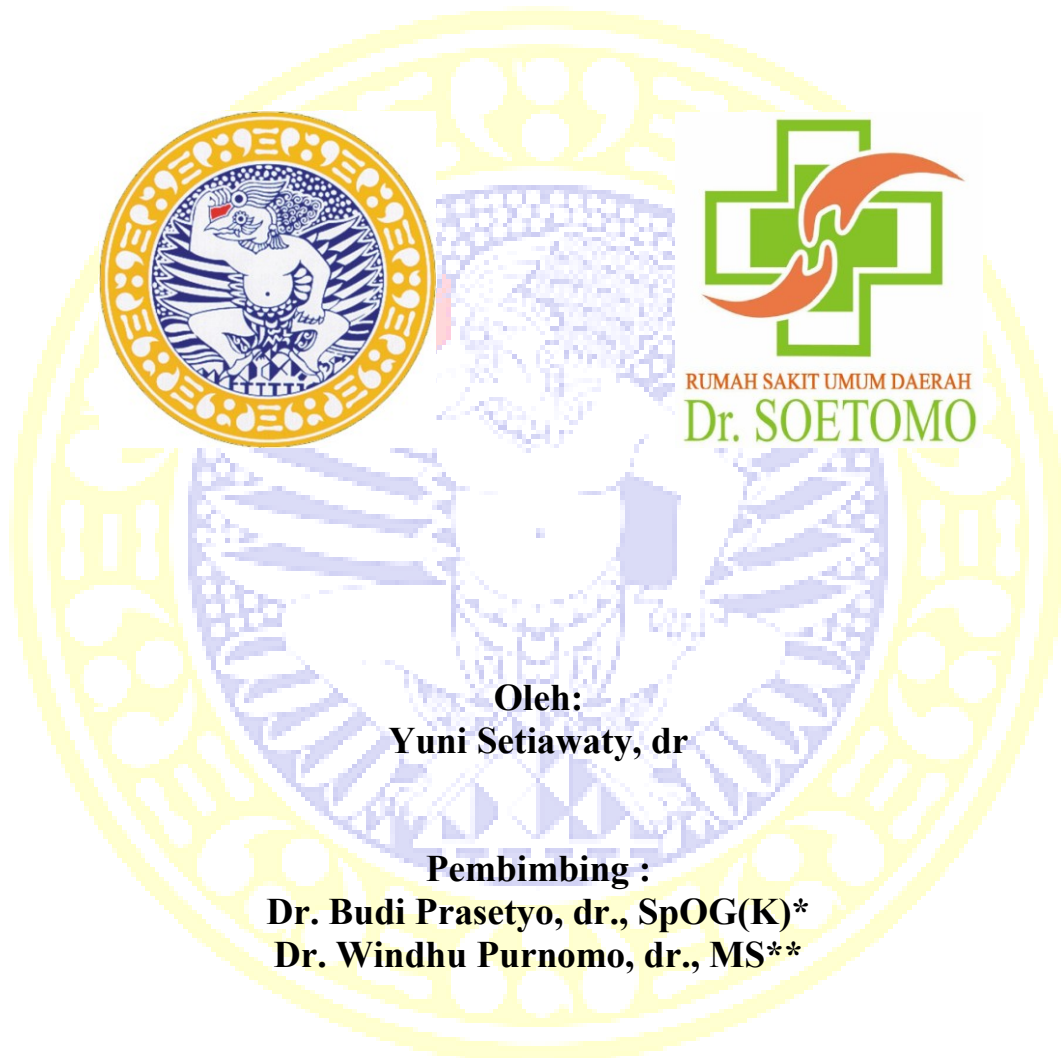 RUMAH SAKIT UMUM DAERAH
Dr. SOETOMO
Oleh:
Yuni Setiawaty, dr
Pembimbing :
Dr. Budi Prasetyo, dr., SpOG(K)*
Dr. Windhu Purnomo, dr., MS**